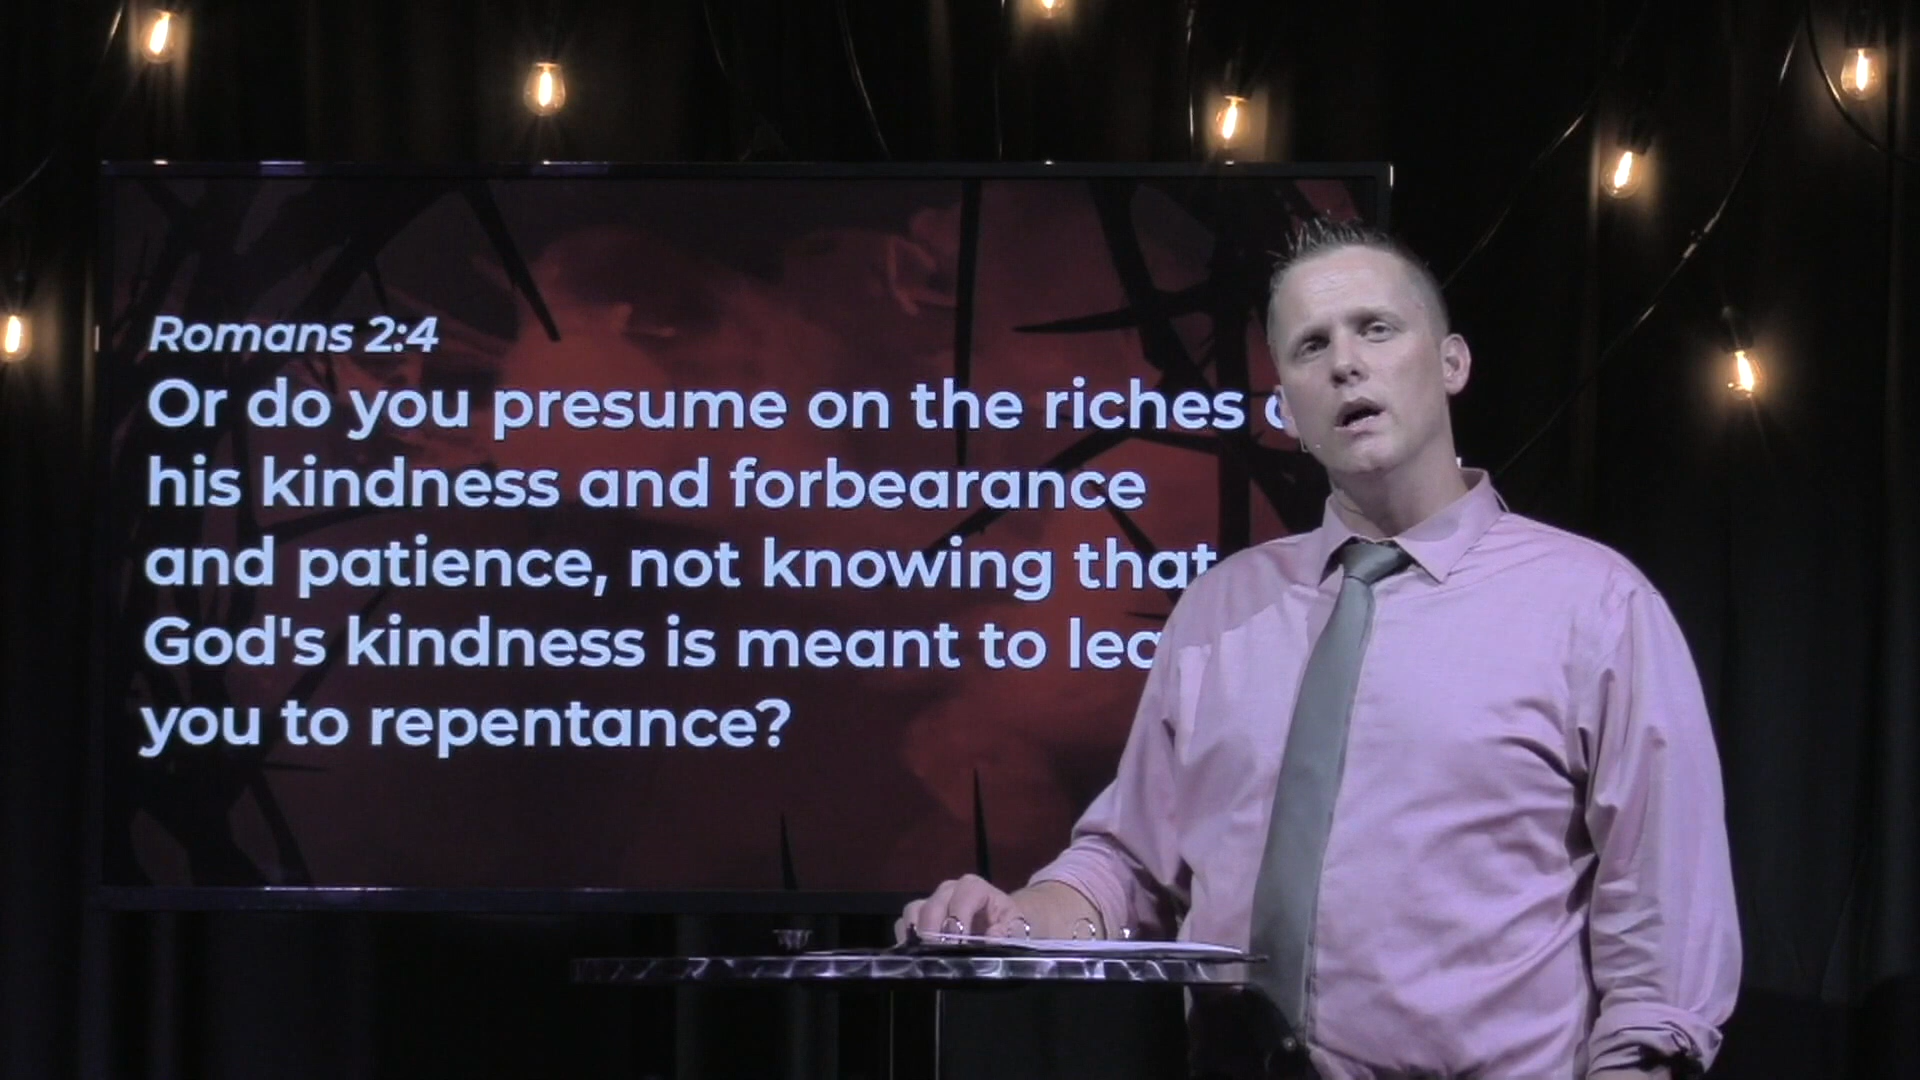 Romans 2:4
Or do you presume on the riches
his kindness and forbearance
and patience, not knowing that
God's kindness is meant to
you to repentance?